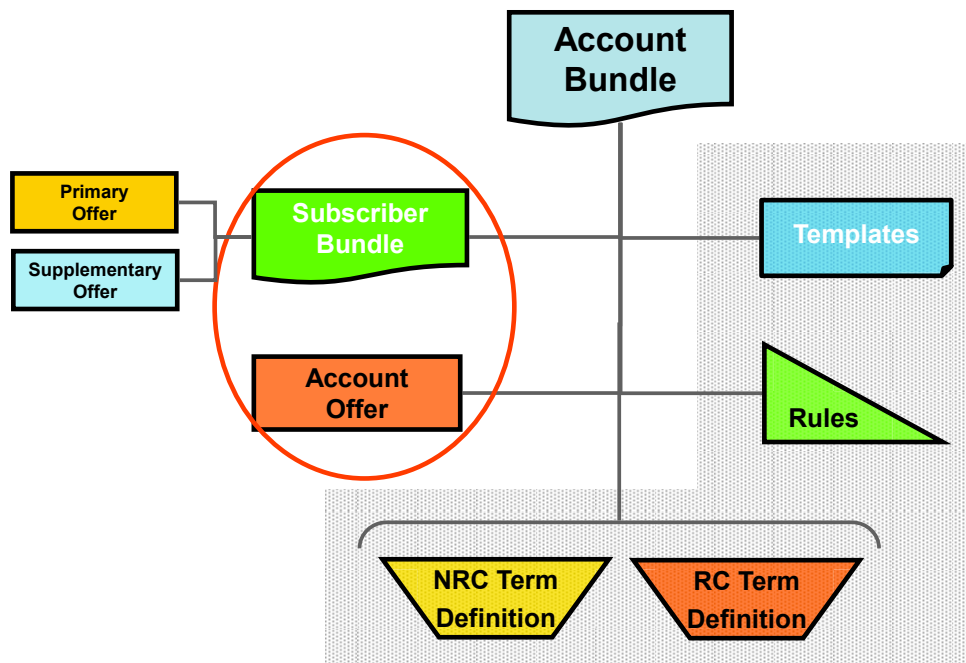 Account
Bundle
Primary
Offer
Subscriber
Bundle
Templates
Supplementary
Offer
Account
Offer
Rules
NRC Term
Definition
RC Term
Definition